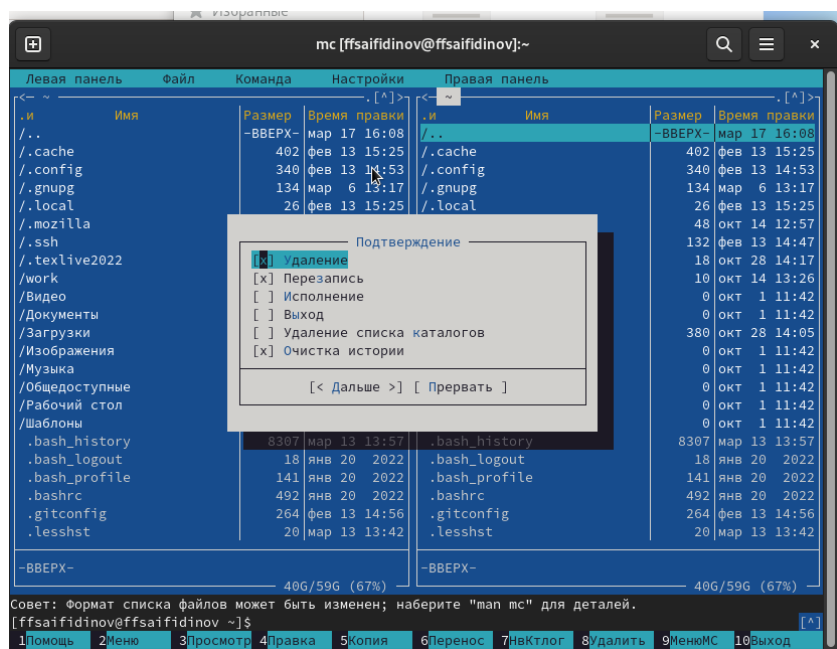 Избранные
mc [ffsaifidinov@ffsaifidinov]:~
Левая панель Файл Команда Настройки Правая панель
<— ~ .[^]> <— ~ .[^]>
.и Имя Размер Время правки .и Имя Размер Время правки
/.. -ВВЕРХ- мар 17 16:08 /.. -ВВЕРХ- мар 17 16:08
/.cache 402 фев 13 15:25 /.cache 402 фев 13 15:25
/.config 340 фев 13 14:53 /.config 340 фев 13 14:53
/.gnupg 134 мар 6 13:17 /.gnupg 134 мар 6 13:17
/.local 26 фев 13 15:25 /.local 26 фев 13 15:25
/.mozilla 48 окт 14 12:57
/.ssh Подтверждение 132 фев 13 14:47
/.texlive2022 [x] Удаление 18 окт 28 14:17
/work [x] Перезапись 10 окт 14 13:26
/Видео [ ] Исполнение 0 окт 1 11:42
/Документы [ ] Выход 0 окт 1 11:42
/Загрузки [ ] Удаление списка каталогов 380 окт 28 14:05
/Изображения [x] Очистка истории 0 окт 1 11:42
/Музыка 0 окт 1 11:42
/Общедоступные [< Дальше >] [ Прервать ] 0 окт 1 11:42
/Рабочий стол 0 окт 1 11:42
/Шаблоны 0 окт 1 11:42
.bash_history 8307 мар 13 13:57 .bash_history 8307 мар 13 13:57
.bash_logout 18 янв 20 2022 .bash_logout 18 янв 20 2022
.bash_profile 141 янв 20 2022 .bash_profile 141 янв 20 2022
.bashrc 492 янв 20 2022 .bashrc 492 янв 20 2022
.gitconfig 264 фев 13 14:56 .gitconfig 264 фев 13 14:56
.lesshst 20 мар 13 13:42 .lesshst 20 мар 13 13:42
-ВВЕРХ- -ВВЕРХ-
40G/59G (67%) 40G/59G (67%)
Совет: Формат списка файлов может быть изменен; наберите "man mc" для деталей.
[ffsaifidinov@ffsaifidinov ~]$ [^]
1Помощь 2Меню 3Просмотр 4Правка 5Копия 6Перенос 7НвКтлог 8Удалить 9МенюМС 10Выход